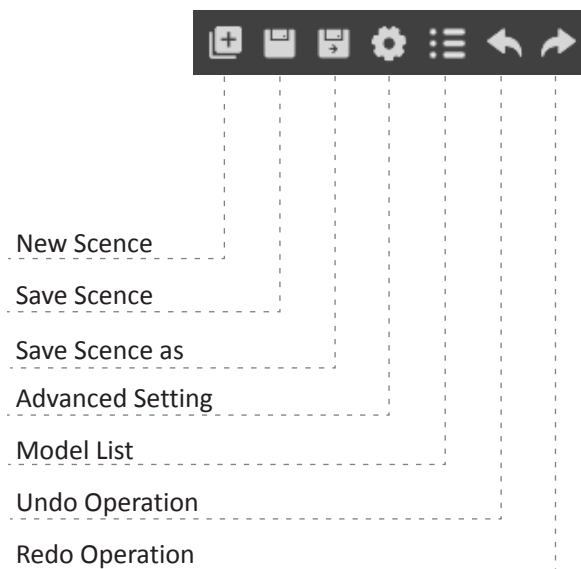 New Scence
Save Scence
Save Scence as
Advanced Setting
Model List
Undo Operation
Redo Operation